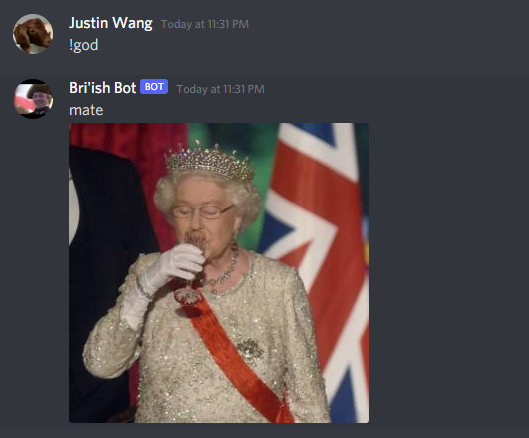 Justin Wang Today at 11:31 PM
!god
Bri'ish Bot BOT Today at 11:31 PM
mate